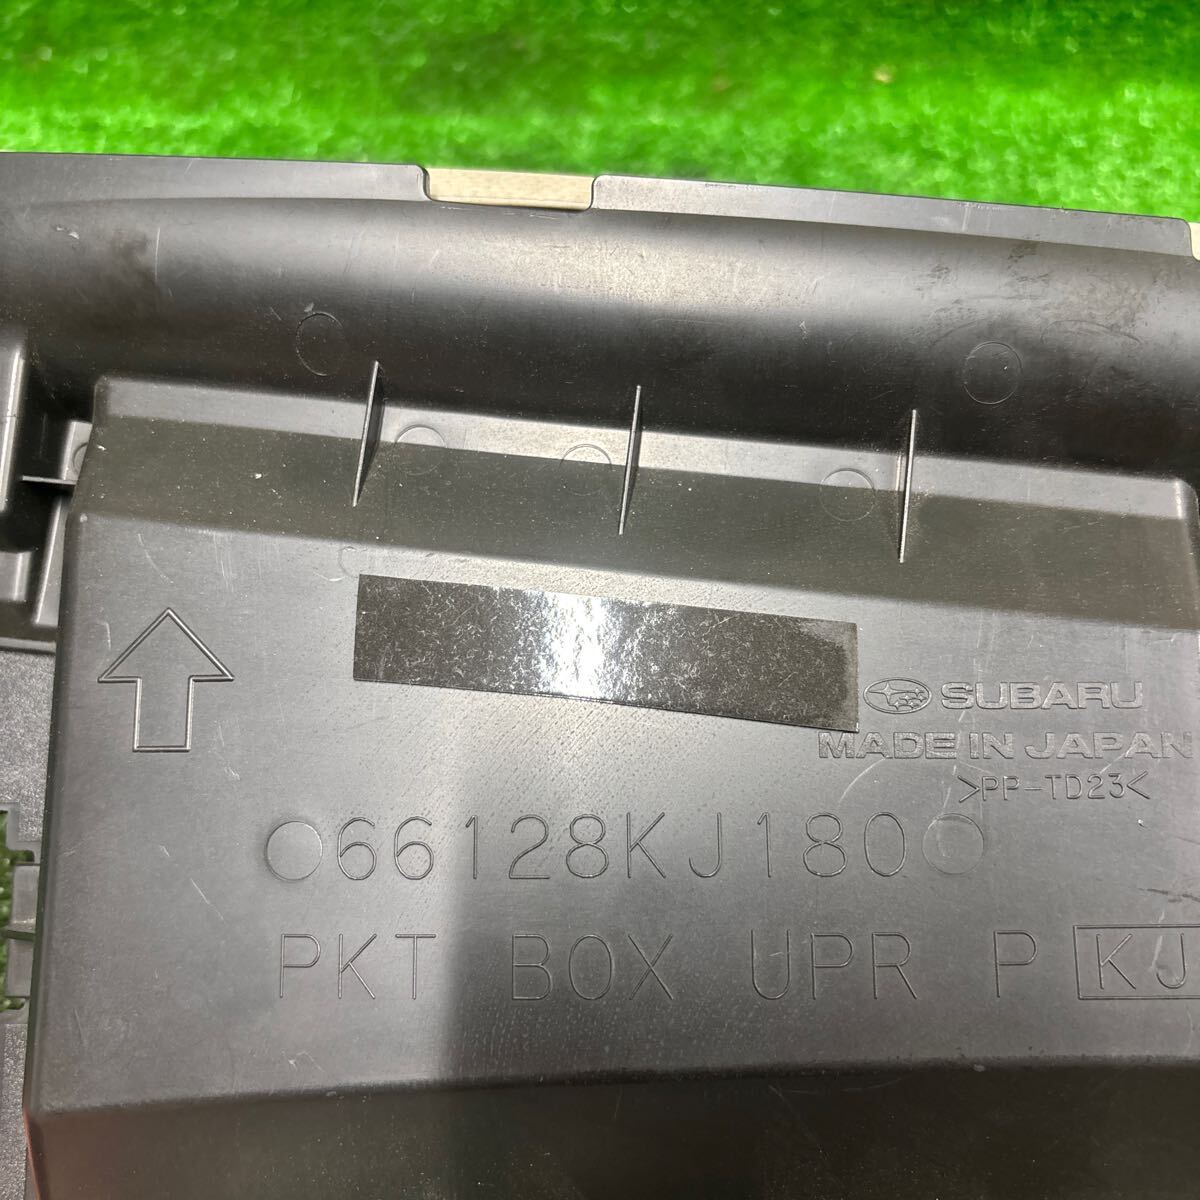 SUBARU
MADE IN JAPAN
>PP-TD23<
66128KJ180
PKT BOX UPR P KJ